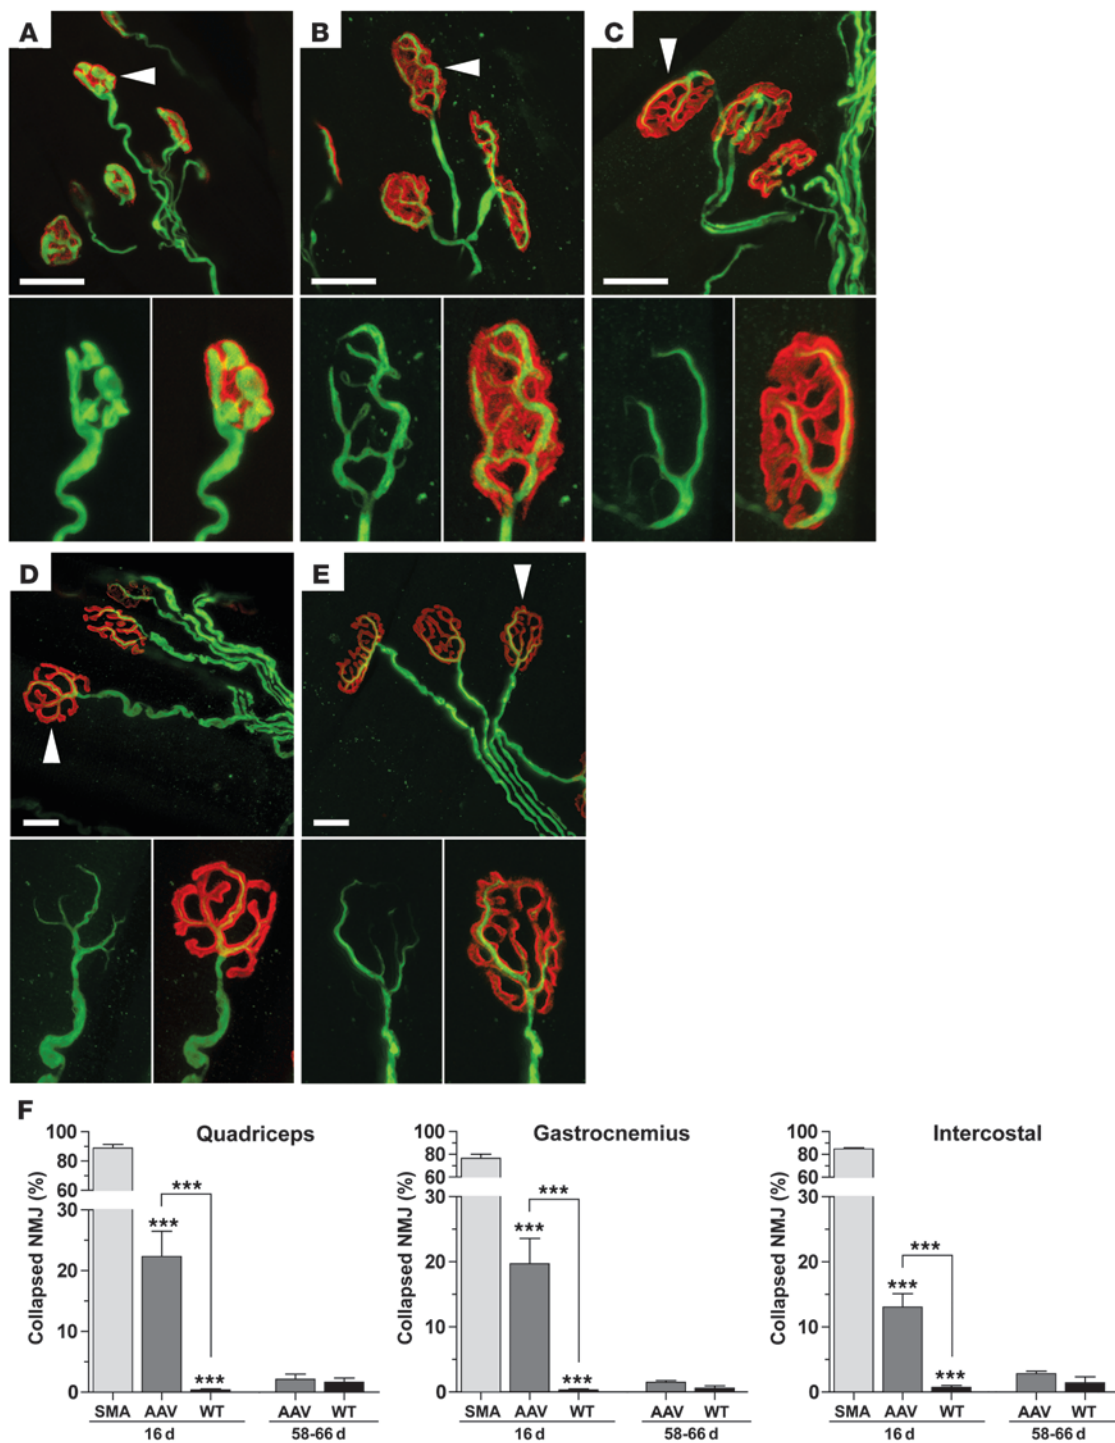 A B C
D E
F
Quadriceps Gastrocnemius Intercostal
Collapsed NMJ (%) Collapsed NMJ (%) Collapsed NMJ (%)
100 100 100
80 80 80
60 60 60
30 30 30
*** *** ***
*** *** ***
20 20 20
10 10 10
*** *** ***
0 0 0
SMA AAV WT AAV WT SMA AAV WT AAV WT SMA AAV WT AAV WT
16 d 58-66 d 16 d 58-66 d 16 d 58-66 d